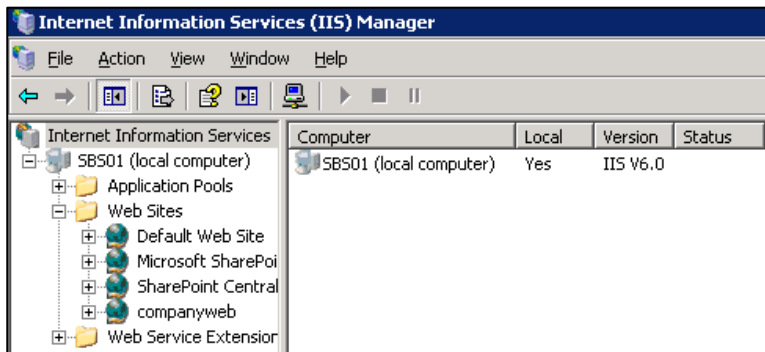 Internet Information Services (IIS) Manager
File Action View Window Help
Internet Information Services
SBS01 (local computer)
Application Pools
Web Sites
Default Web Site
Microsoft SharePoi
SharePoint Central
companyweb
Web Service Extension
Computer Local Version Status
SBS01 (local computer) Yes IIS V6.0